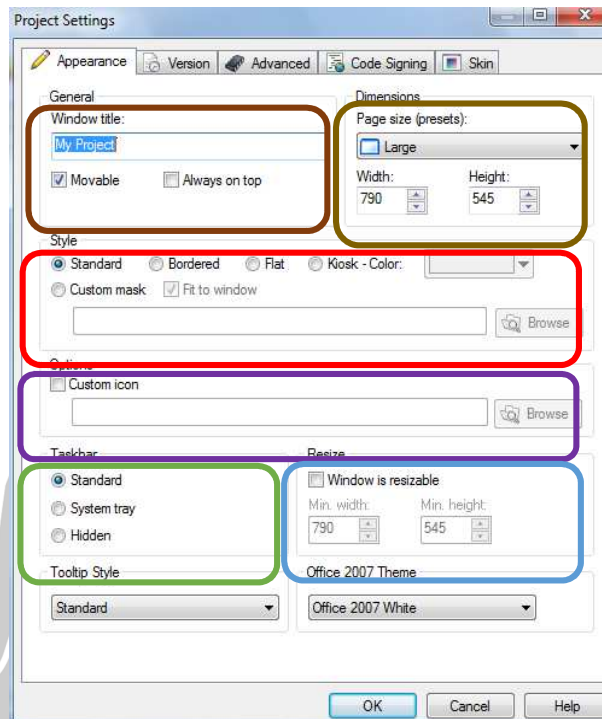 Project Settings
Appearance Version Advanced Code Signing Skin
General
Window title:
My Project
Movable Always on top
Dimensions
Page size (presets):
Large
Width: Height:
790 545
Style
Standard Bordered Flat Kiosk - Color:
Custom mask Fit to window
Browse
Options
Custom icon
Browse
Taskbar
Standard
System tray
Hidden
Resize
Window is resizable
Min. width: Min. height:
790 545
Tooltip Style
Standard
Office 2007 Theme
Office 2007 White
OK Cancel Help